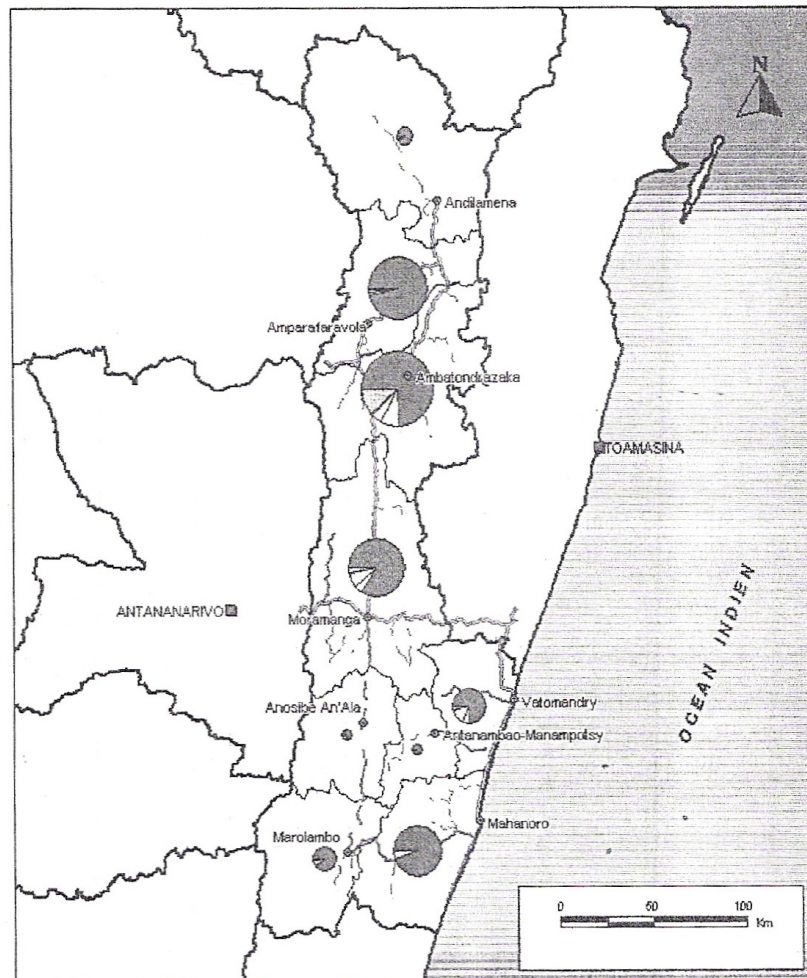 N
Andilamena
Amparafaravola
Ambatondrazaka
TOAMASINA
ANTANANARIVO
Moramanga
OCEAN INDIEN
Anosibe An'Ala
Vatomandry
Antanambao-Manampotsy
Mahanoro
Marolambo
0 50 100
Km